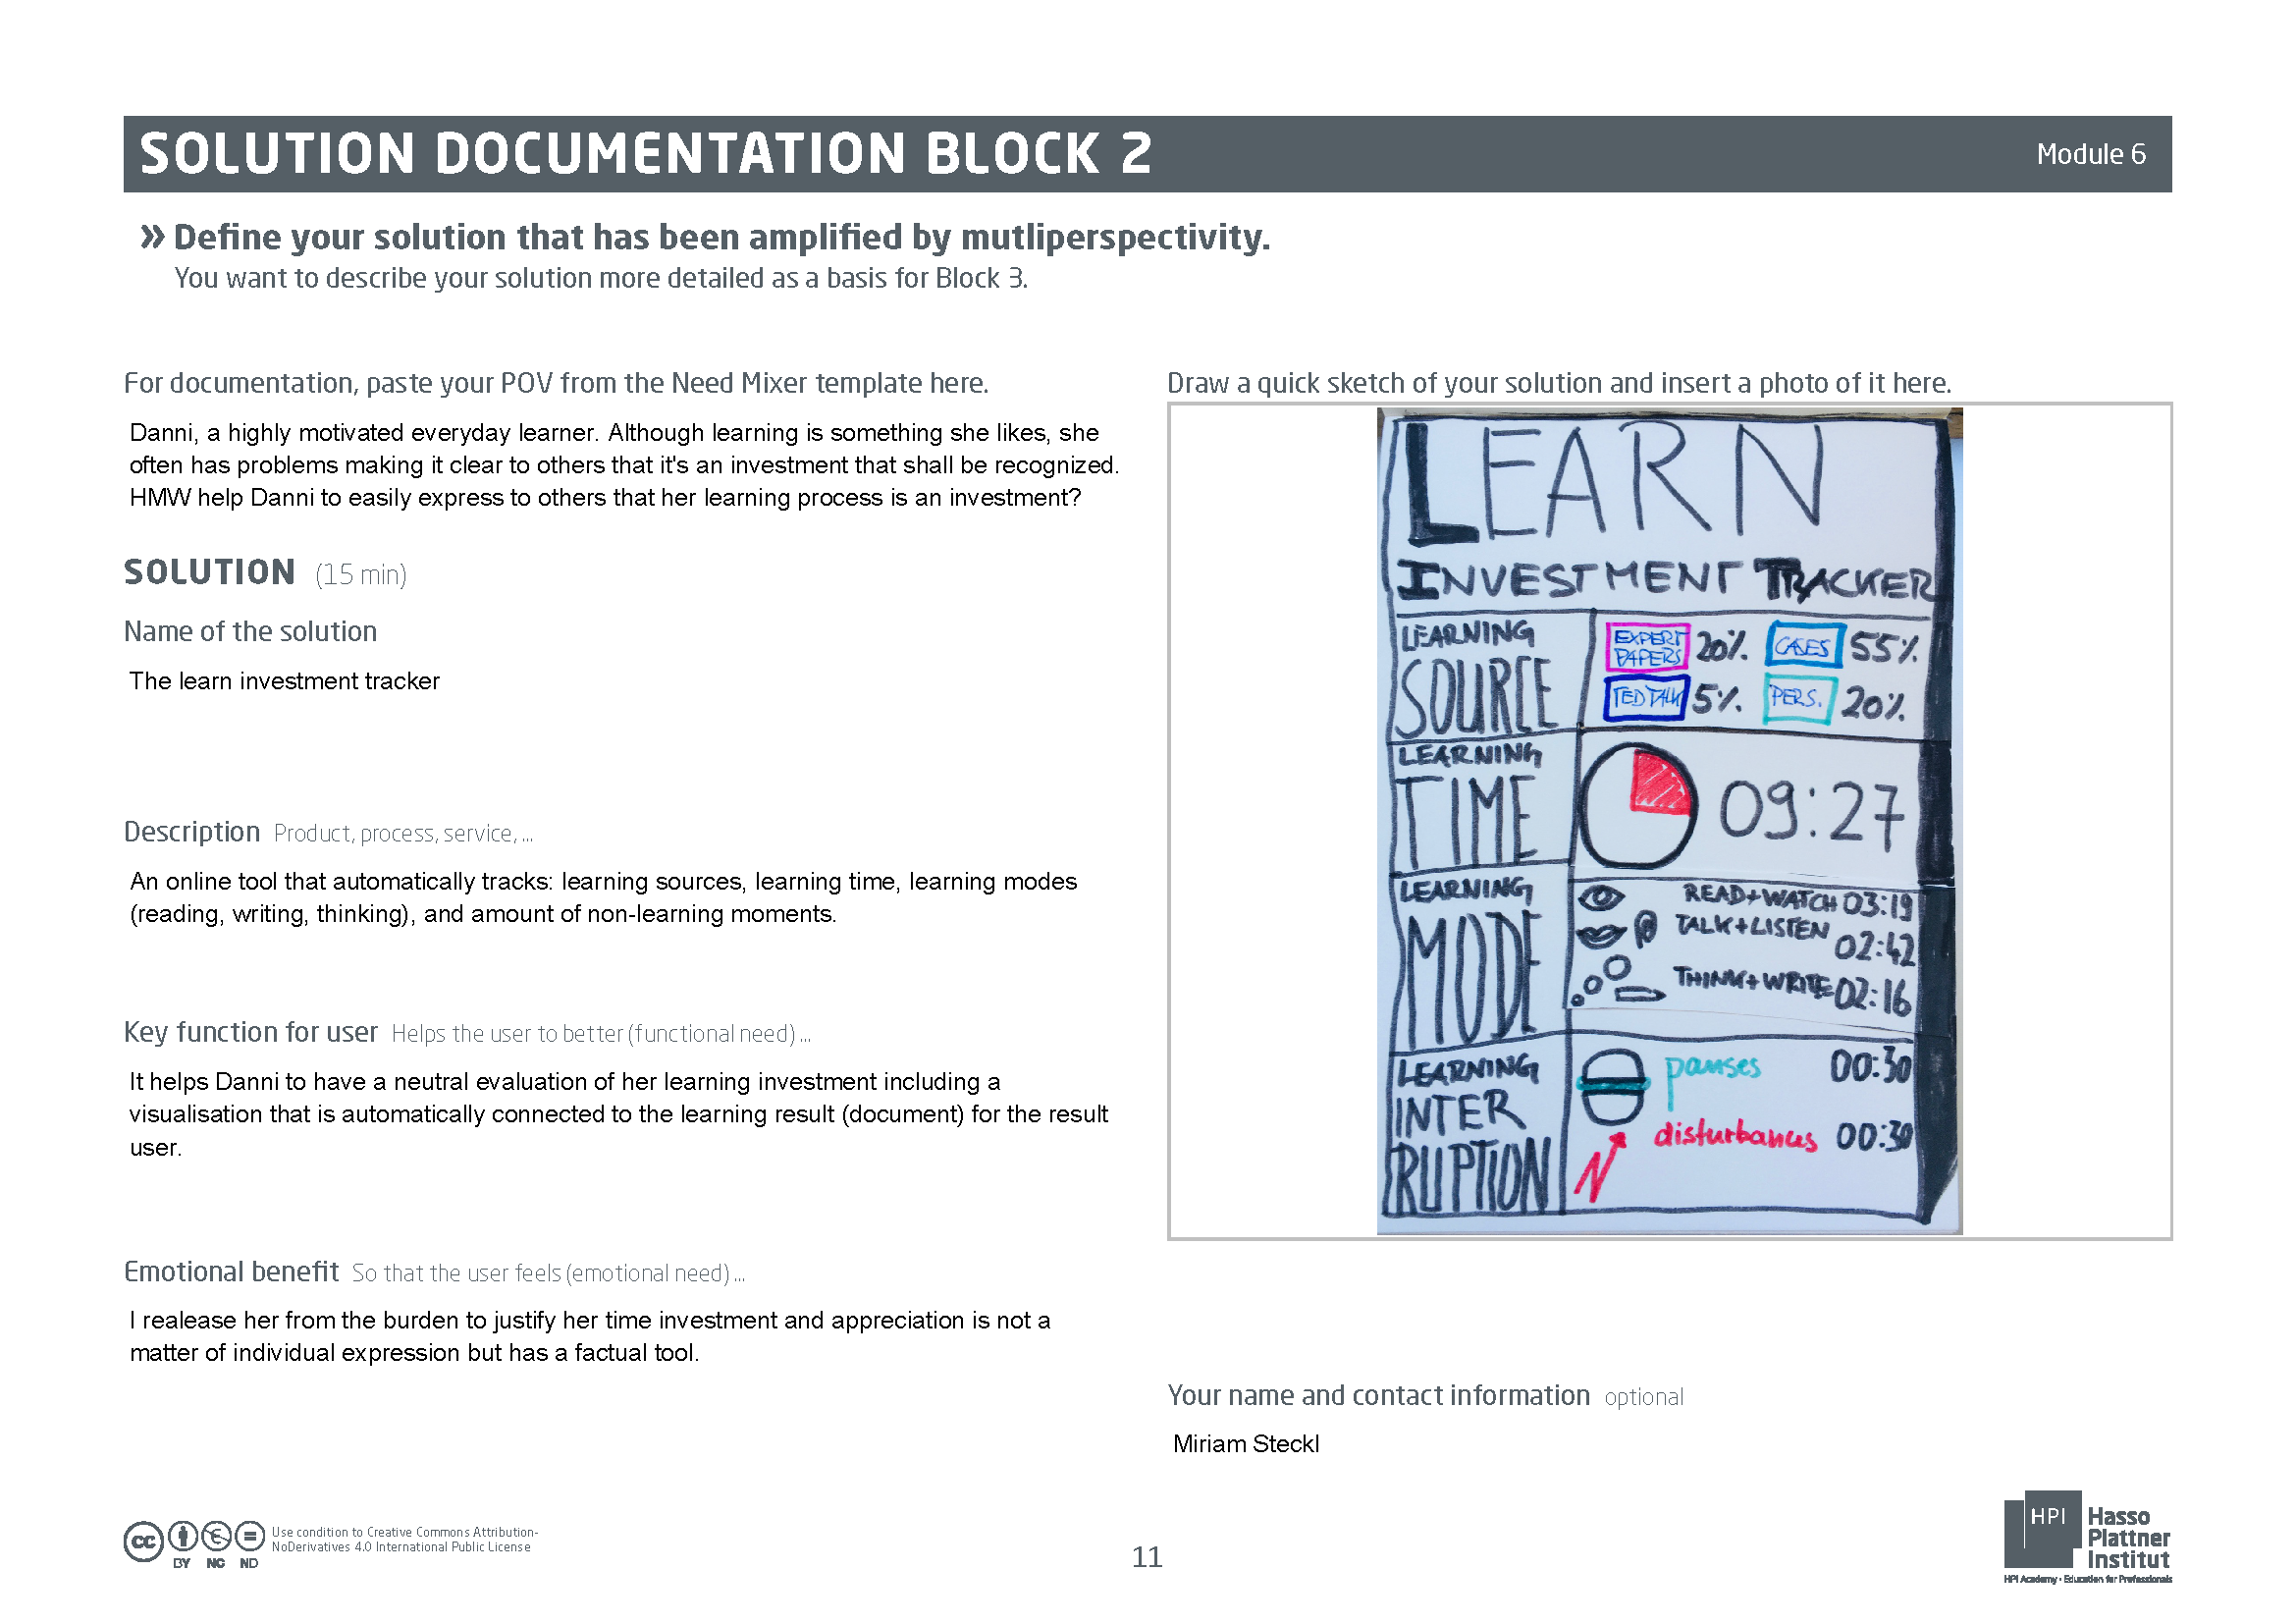 SOLUTION DOCUMENTATION BLOCK 2
Module 6
» Define your solution that has been amplified by mutliperspectivity.
You want to describe your solution more detailed as a basis for Block 3.
For documentation, paste your POV from the Need Mixer template here.
Danni, a highly motivated everyday learner. Although learning is something she likes, she
often has problems making it clear to others that it's an investment that shall be recognized.
HMW help Danni to easily express to others that her learning process is an investment?
SOLUTION (15 min)
Name of the solution
The learn investment tracker
Description Product, process, service, ...
An online tool that automatically tracks: learning sources, learning time, learning modes
(reading, writing, thinking), and amount of non-learning moments.
Key function for user Helps the user to better (functional need) ...
It helps Danni to have a neutral evaluation of her learning investment including a
visualisation that is automatically connected to the learning result (document) for the result
user.
Emotional benefit So that the user feels (emotional need) ...
I realease her from the burden to justify her time investment and appreciation is not a
matter of individual expression but has a factual tool.
Draw a quick sketch of your solution and insert a photo of it here.
LEARN
INVESTMENT TRACKER
LEARNING
SOURCE
EXPERT
PAPERS
20%
CASES
55%
TED TALK
5%
PERS.
20%
LEARNING
TIME
09:27
LEARNING
MODE
READ+WATCH 03:19
TALK+LISTEN
02:42
THINK+WRITE 02:16
LEARNING
INTER
RUPTION
pauses 00:30
disturbances 00:30
Your name and contact information optional
Miriam Steckl
cc BY NC ND
Use condition to Creative Commons Attribution-
NoDerivatives 4.0 International Public License
11
HPI Hasso
Plattner
Institut
HPI Academy • Education for Professionals